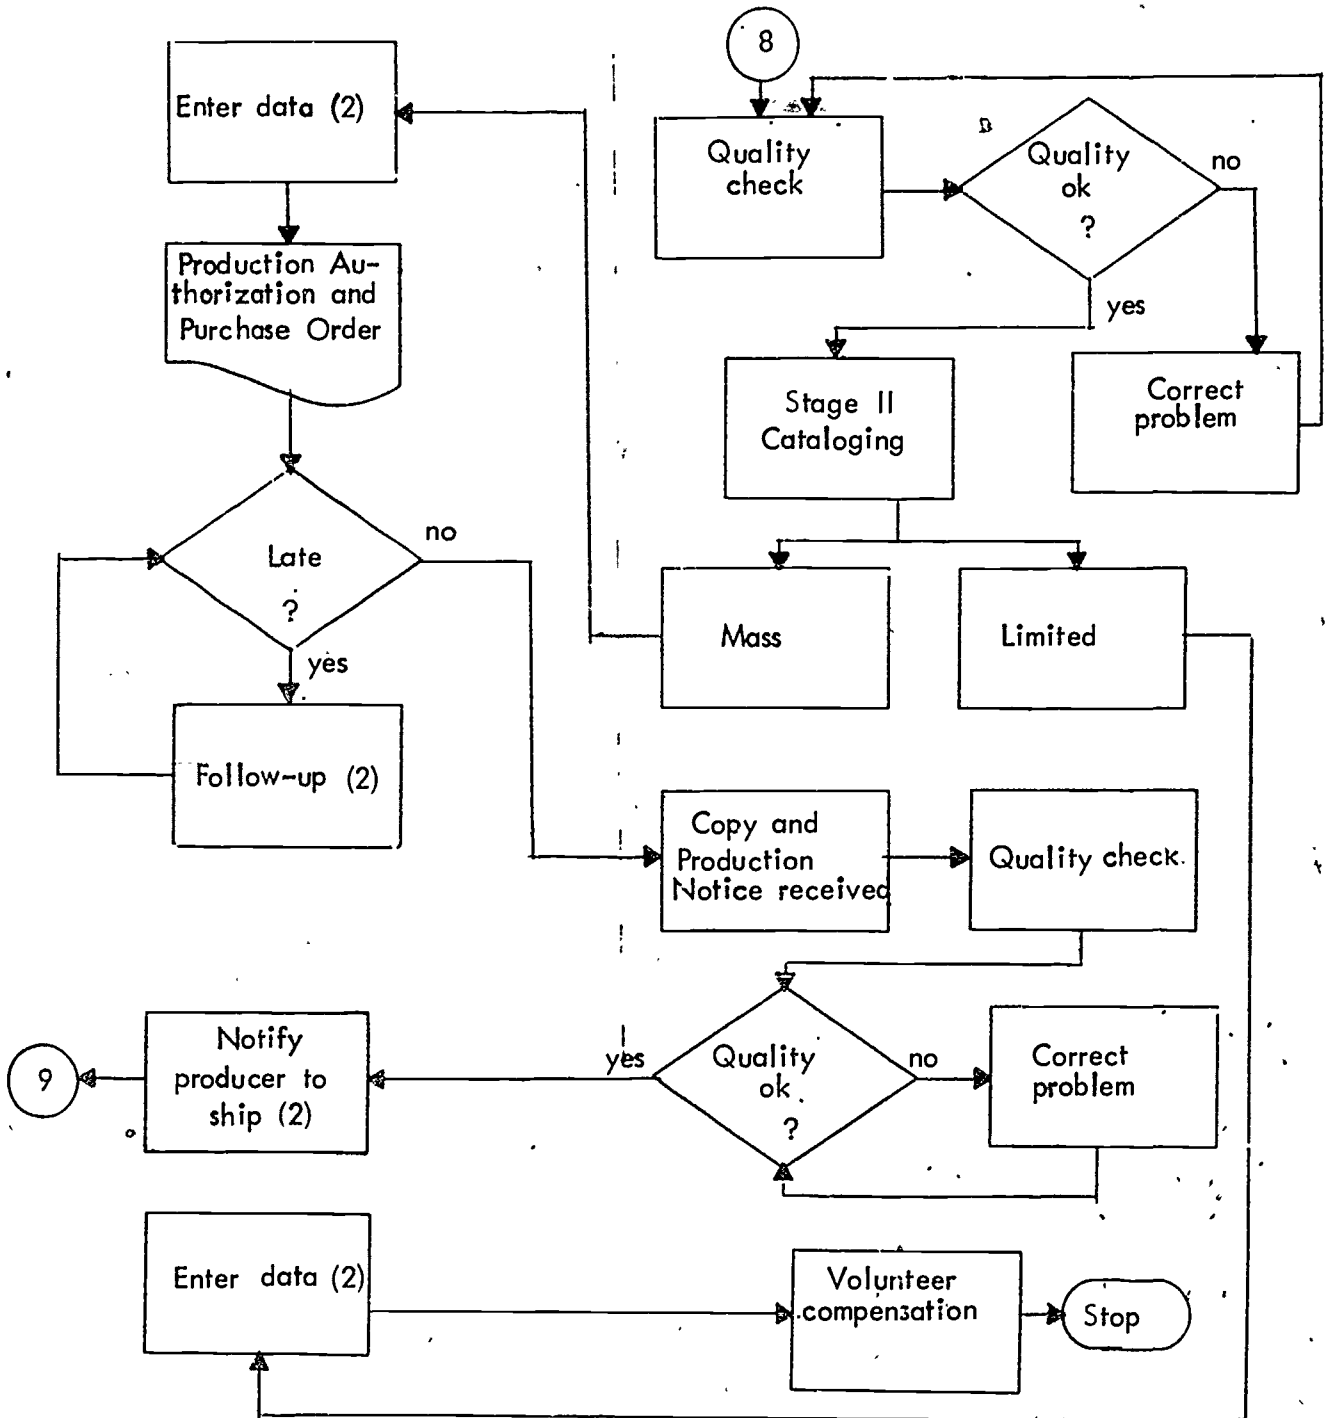 8
Enter data (2)
Quality
check
Quality
ok
?
no
yes
Production Au-
thorization and
Purchase Order
Stage II
Cataloging
Correct
problem
Late
?
no
yes
Mass
Limited
Follow-up (2)
Copy and
Production
Notice received
Quality check
Quality
ok
?
yes
no
Correct
problem
Notify
producer to
ship (2)
9
Enter data (2)
Volunteer
compensation
Stop